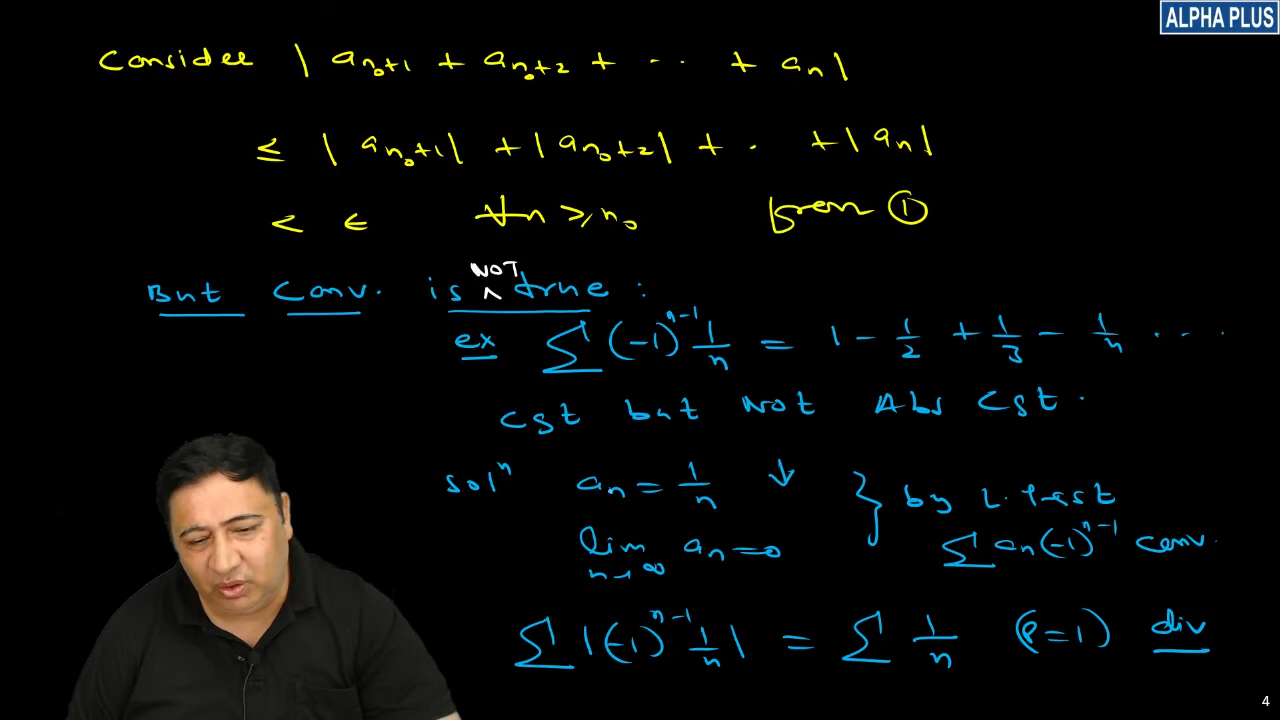 ALPHA PLUS
Consider | a_{n₀+1} + a_{n₀+2} + ... + a_n |
≤ | a_{n₀+1} | + | a_{n₀+2} | + . + | a_n |
< ∈ ∀n ≥ n₀ from ①
But Conv. is NOT true :
ex ∑ (-1)^{n-1} 1/n = 1 - 1/2 + 1/3 - 1/n ...
Cgt but Not Abs Cgt.
solⁿ a_n = 1/n ↓ } by L. test
lim_{n→∞} a_n = 0 ∑ a_n (-1)^{n-1} conv.
∑ |(-1)^{n-1} 1/n| = ∑ 1/n (P=1) div
4